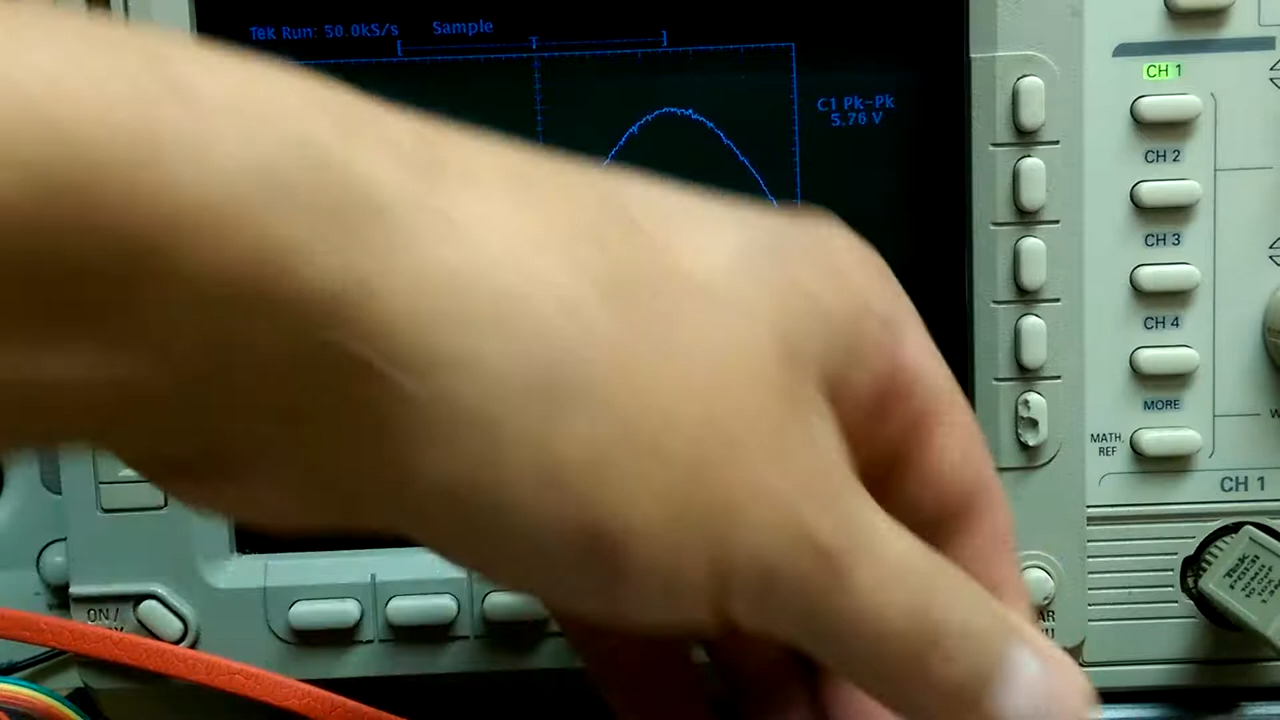 Tek Run: 50.0kS/s Sample
C1 Pk-Pk
5.76 V
CH 1
CH 2
CH 3
CH 4
MORE
MATH
REF
CH 1
ON/
Tek